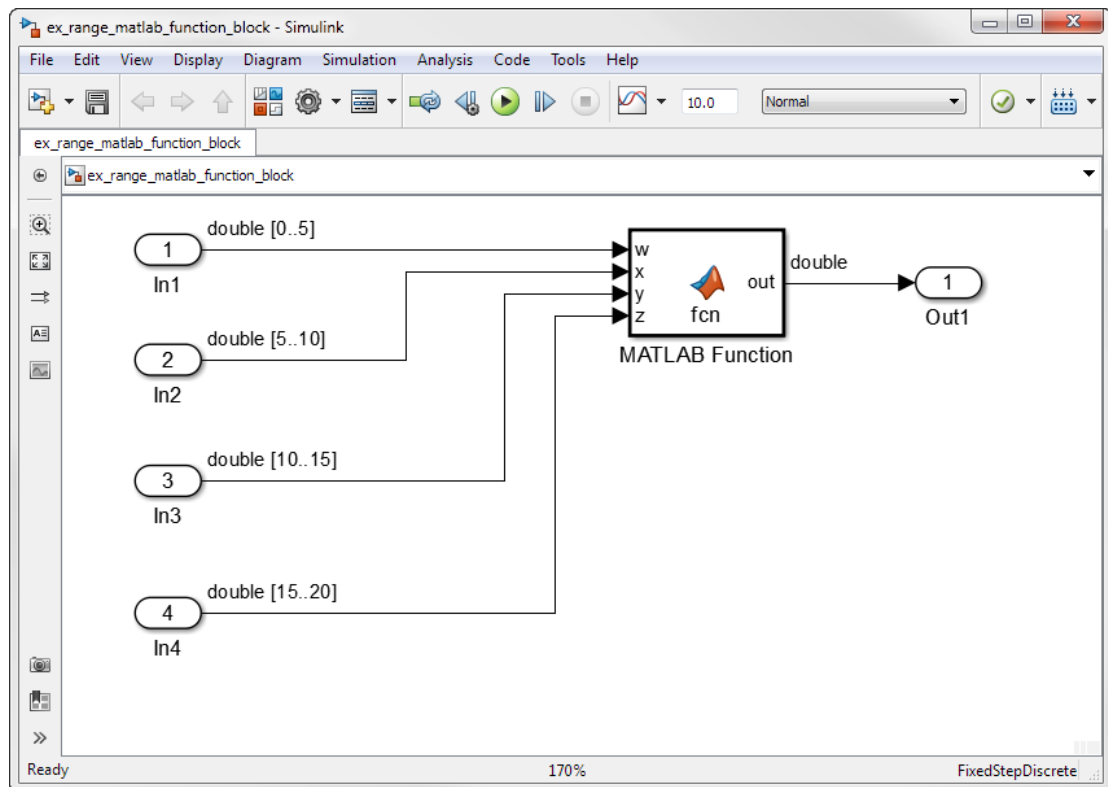 ex_range_matlab_function_block - Simulink
File Edit View Display Diagram Simulation Analysis Code Tools Help
10.0 Normal
ex_range_matlab_function_block
ex_range_matlab_function_block
double [0..5]
1
In1
double [5..10]
2
In2
double [10..15]
3
In3
double [15..20]
4
In4
w
x
y
z
fcn
out
MATLAB Function
double
1
Out1
Ready 170% FixedStepDiscrete